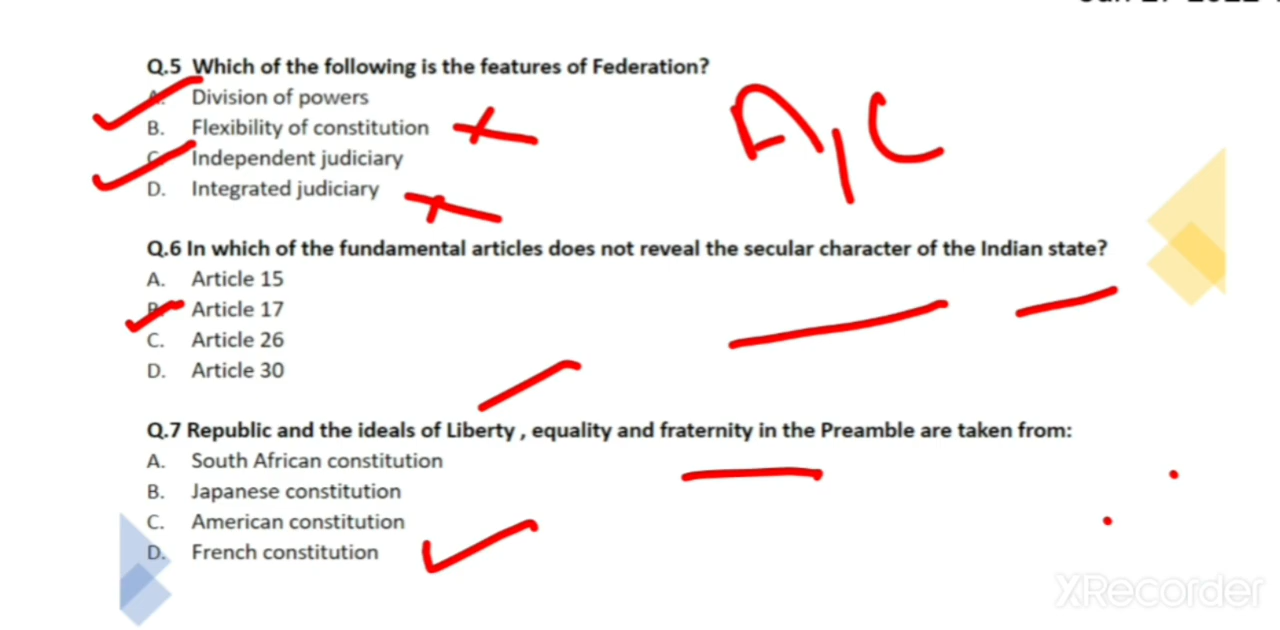 Q.5 Which of the following is the features of Federation?
A. Division of powers
B. Flexibility of constitution
C. Independent judiciary
D. Integrated judiciary
A, C
Q.6 In which of the fundamental articles does not reveal the secular character of the Indian state?
A. Article 15
B. Article 17
C. Article 26
D. Article 30
Q.7 Republic and the ideals of Liberty , equality and fraternity in the Preamble are taken from:
A. South African constitution
B. Japanese constitution
C. American constitution
D. French constitution
XRecorder